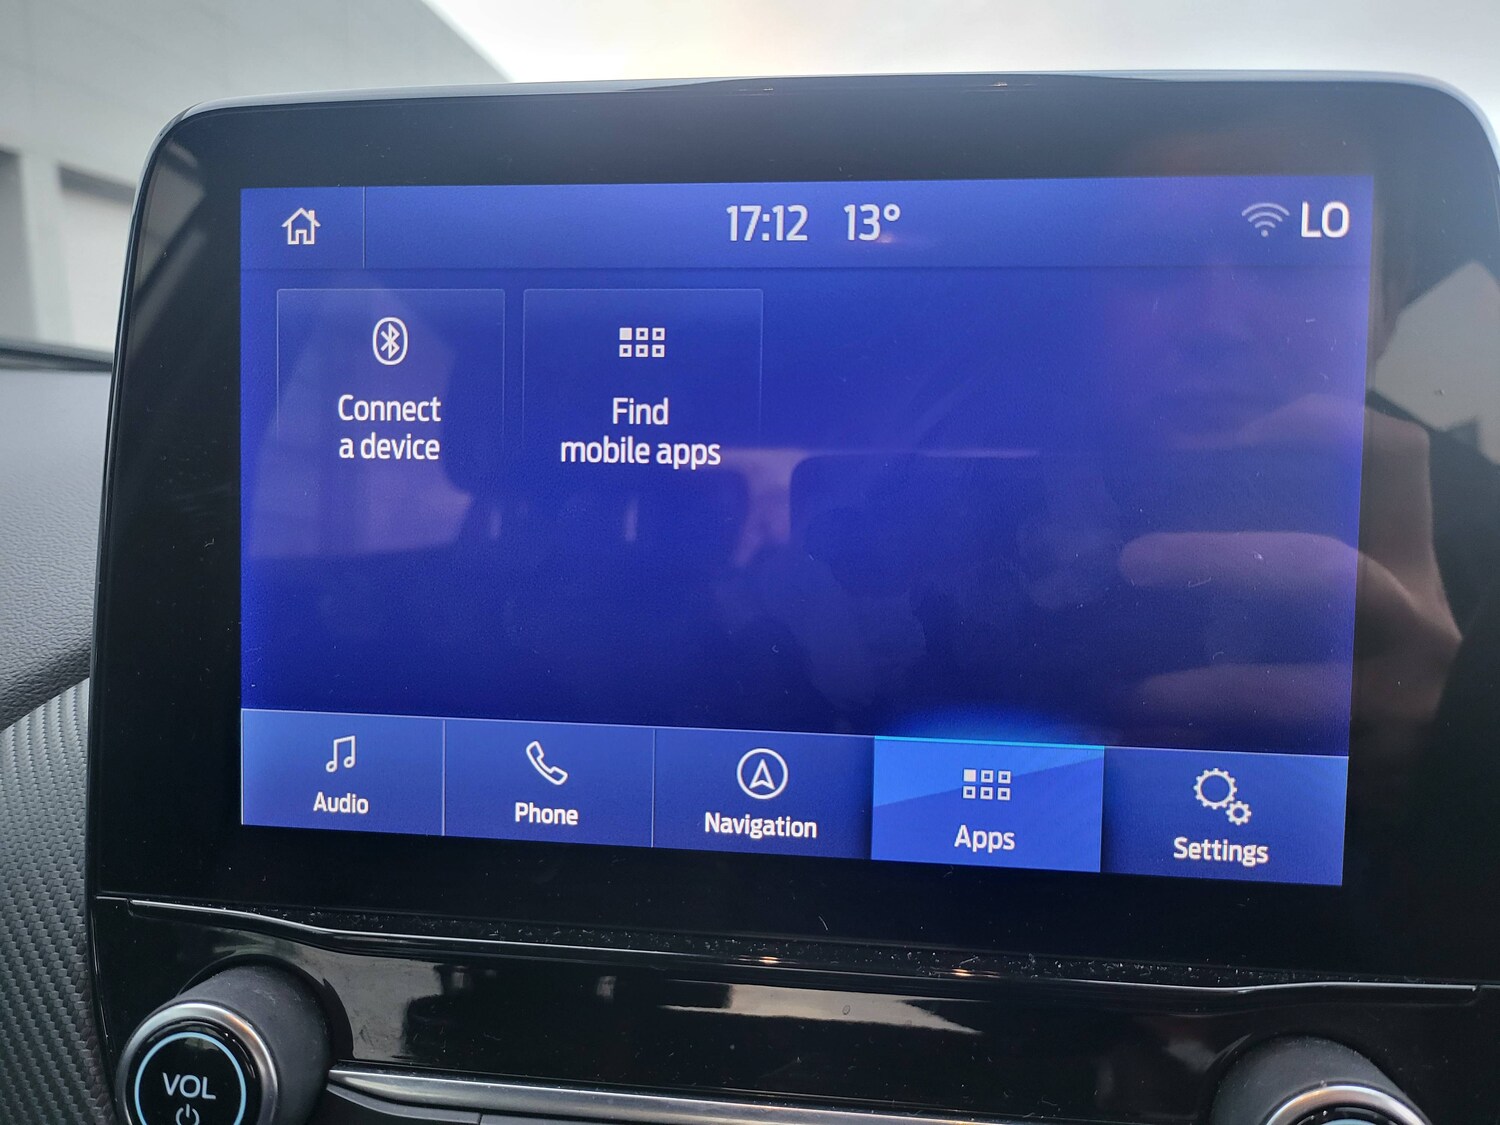 17:12 13° LO
Connect
a device
Find
mobile apps
Audio
Phone
Navigation
Apps
Settings
VOL